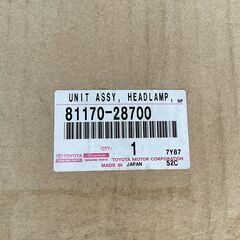 UNIT ASSY, HEADLAMP,
81170-28700
QTY:
1
TOYOTA
TOYOTA MOTOR CORPORATION
MADE IN JAPAN
7Y87
52C